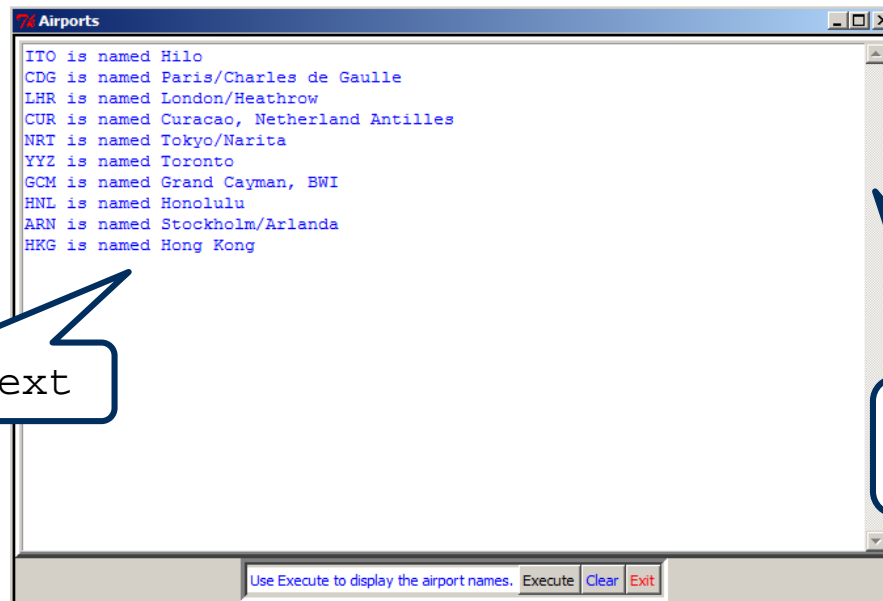 Airports
ITO is named Hilo
CDG is named Paris/Charles de Gaulle
LHR is named London/Heathrow
CUR is named Curacao, Netherland Antilles
NRT is named Tokyo/Narita
YYZ is named Toronto
GCM is named Grand Cayman, BWI
HNL is named Honolulu
ARN is named Stockholm/Arlanda
HKG is named Hong Kong
ext
Use Execute to display the airport names. Execute Clear Exit